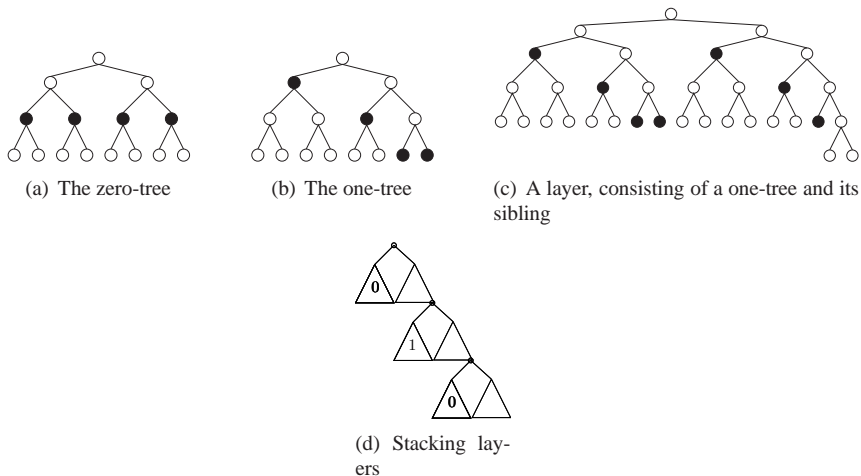 (a) The zero-tree
(b) The one-tree
(c) A layer, consisting of a one-tree and its
sibling
0
1
0
(d) Stacking lay-
ers